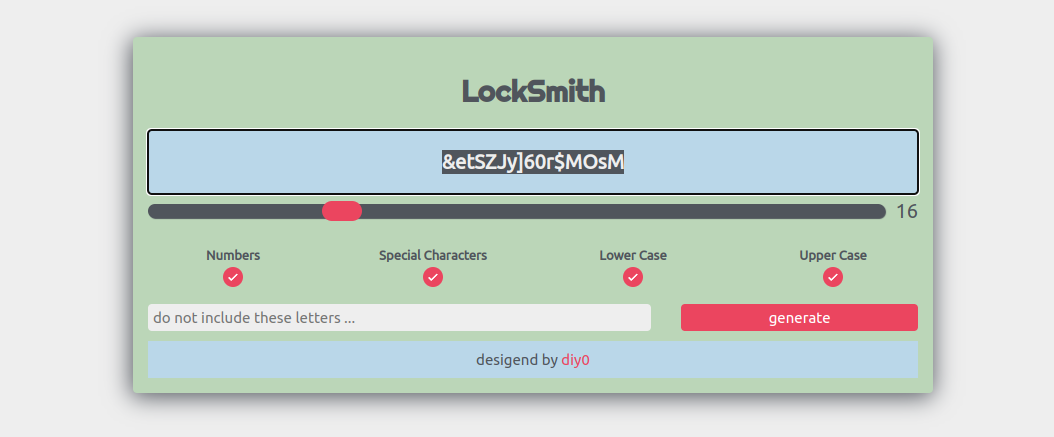 LockSmith
&etSZJy]60r$MOsM
16
Numbers Special Characters Lower Case Upper Case
do not include these letters ... generate
desigend by diy0